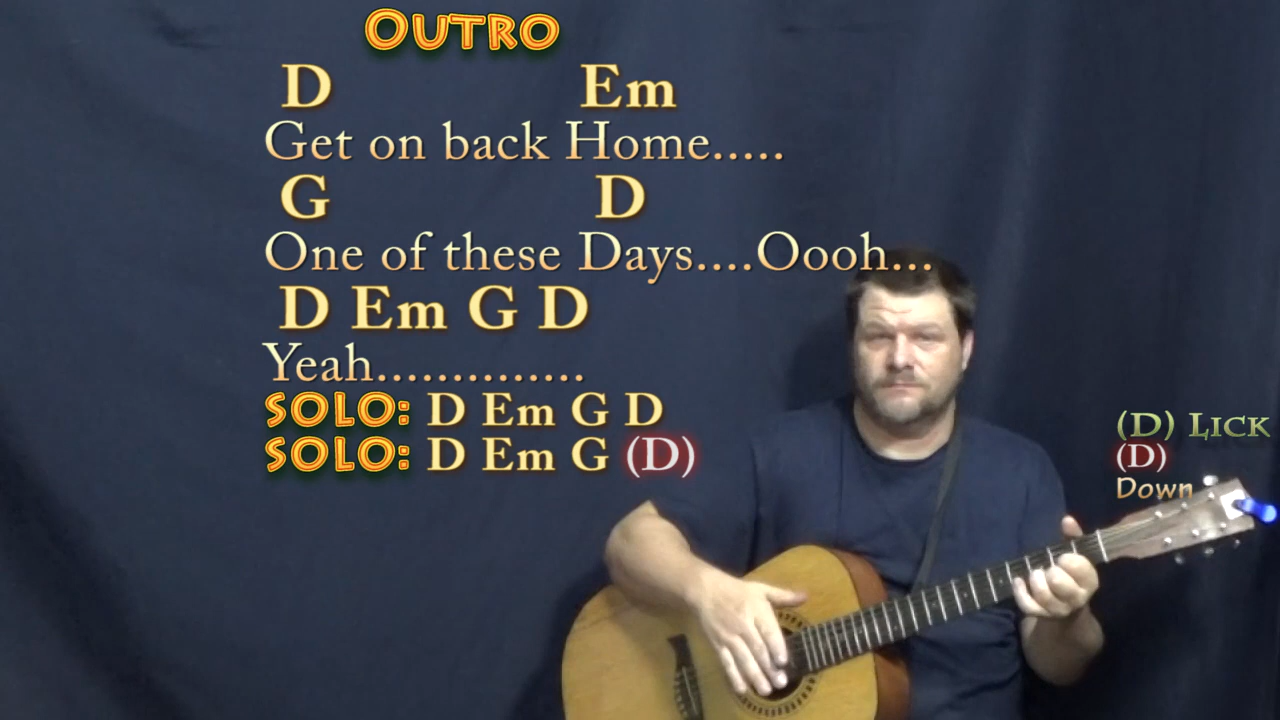 OUTRO
D Em
Get on back Home.....
G D
One of these Days....Oooh...
D Em G D
Yeah..............
SOLO: D Em G D
SOLO: D Em G (D)
(D) LICK
(D)
Down